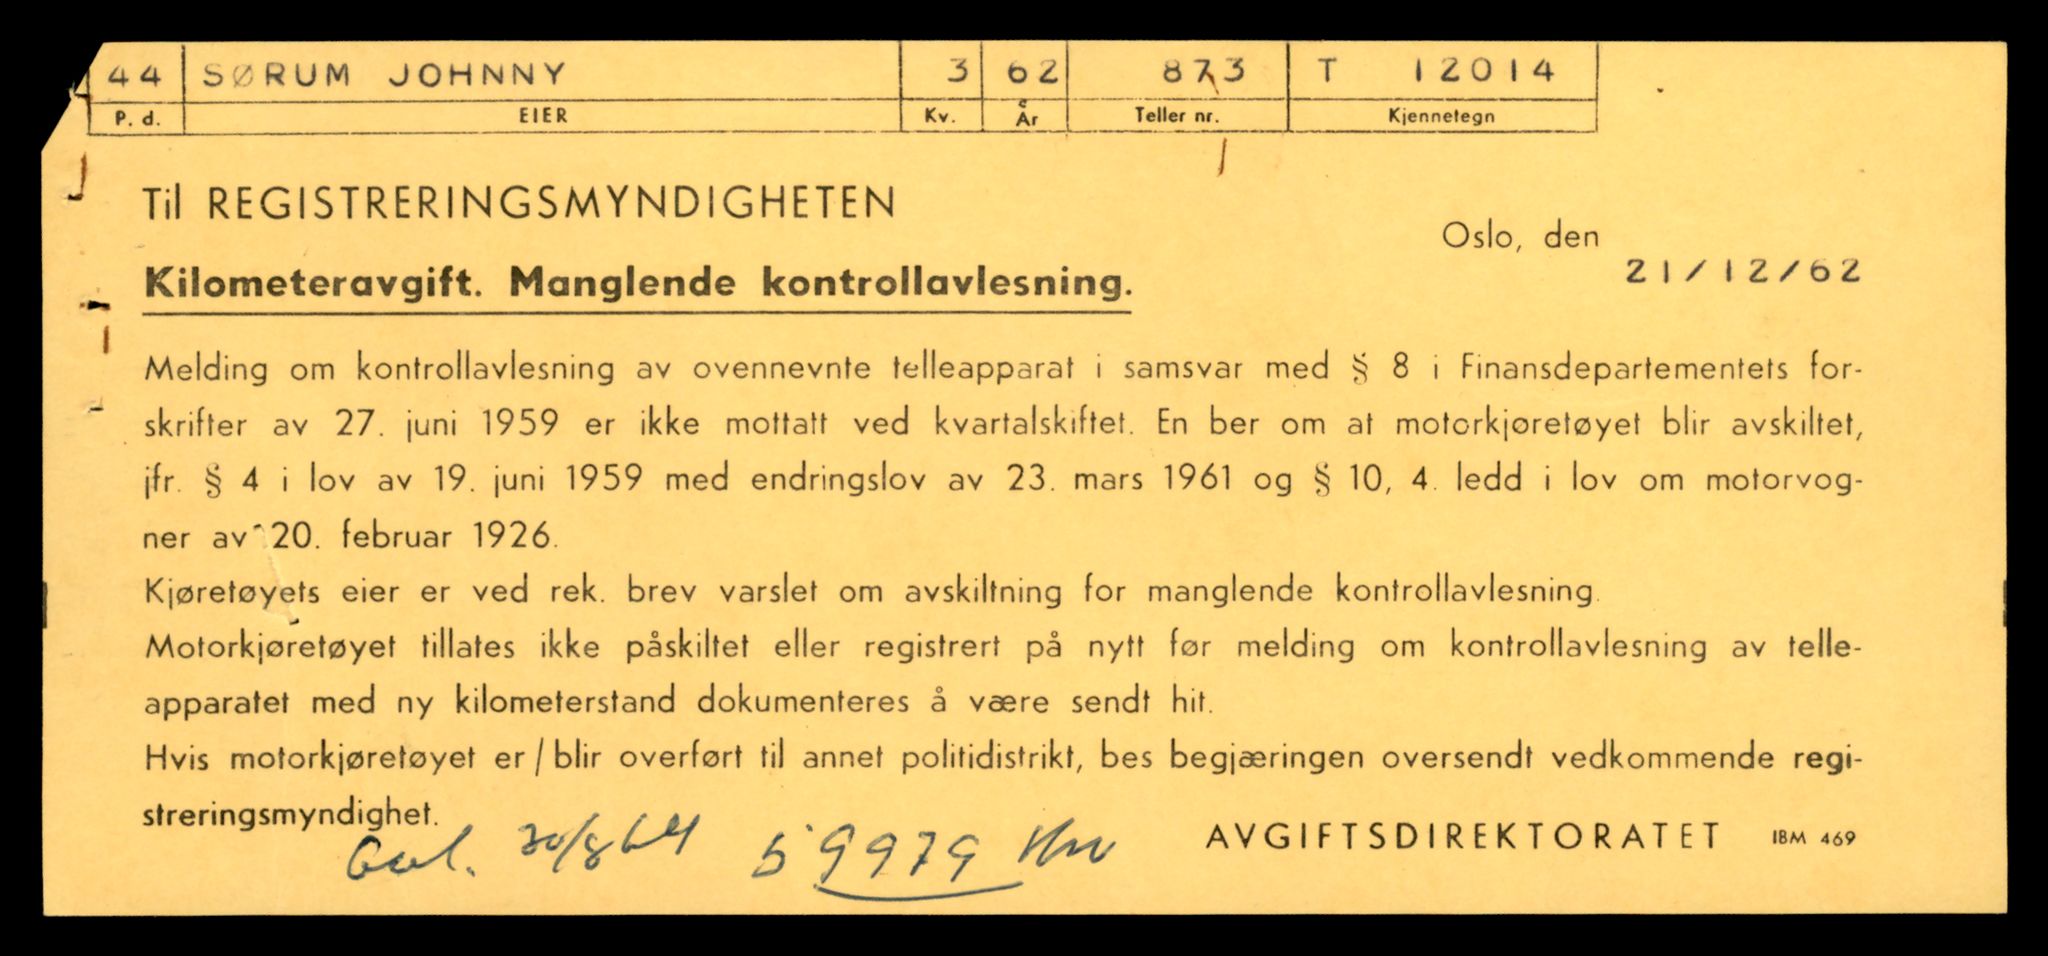 44 SØRUM JOHNNY 3 62 873 T 12014
P. d. EIER Kv. År Teller nr. Kjennetegn
Til REGISTRERINGSMYNDIGHETEN
Oslo, den
21/12/62
Kilometeravgift. Manglende kontrollavlesning.
Melding om kontrollavlesning av ovennevnte telleapparat i samsvar med § 8 i Finansdepartementets for-
skrifter av 27. juni 1959 er ikke mottatt ved kvartalskiftet. En ber om at motorkjøretøyet blir avskiltet,
jfr. § 4 i lov av 19. juni 1959 med endringslov av 23. mars 1961 og § 10, 4. ledd i lov om motorvog-
ner av 20. februar 1926.
Kjøretøyets eier er ved rek. brev varslet om avskiltning for manglende kontrollavlesning.
Motorkjøretøyet tillates ikke påskiltet eller registrert på nytt før melding om kontrollavlesning av telle-
apparatet med ny kilometerstand dokumenteres å være sendt hit.
Hvis motorkjøretøyet er/blir overført til annet politidistrikt, bes begjæringen oversendt vedkommende regi-
streringsmyndighet.
59979
AVGIFTSDIREKTORATET IBM 469